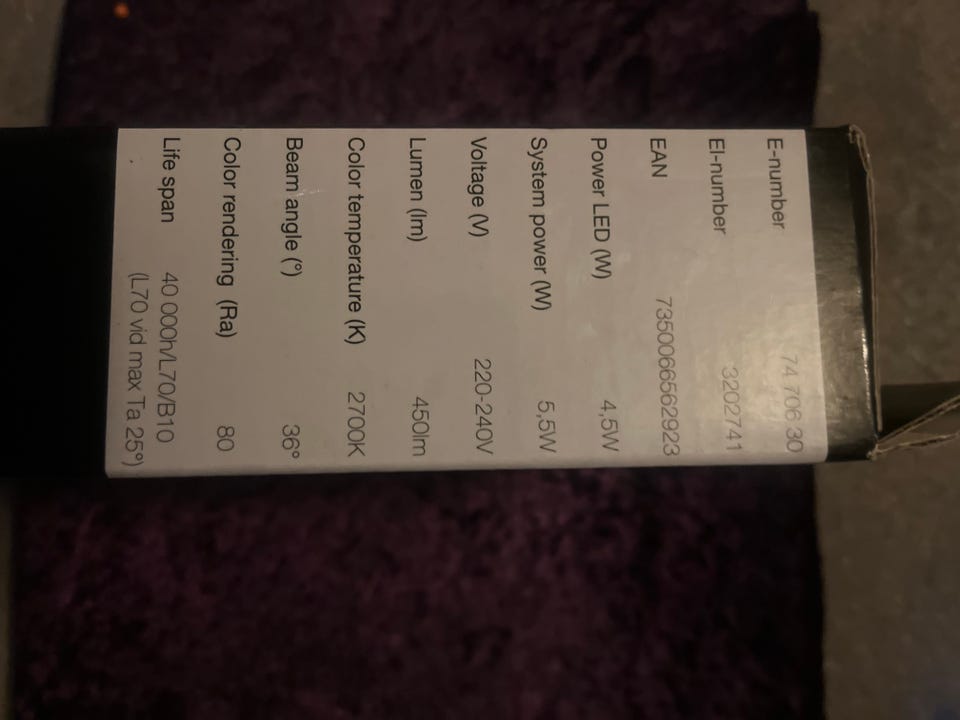 E-number 74 706 30
El-number 3202741
EAN 7350066562923
Power LED (W) 4,5W
System power (W) 5,5W
Voltage (V) 220-240V
Lumen (lm) 450lm
Color temperature (K) 2700K
Beam angle (°) 36°
Color rendering (Ra) 80
Life span 40 000h/L70/B10
(L70 vid max Ta 25°)